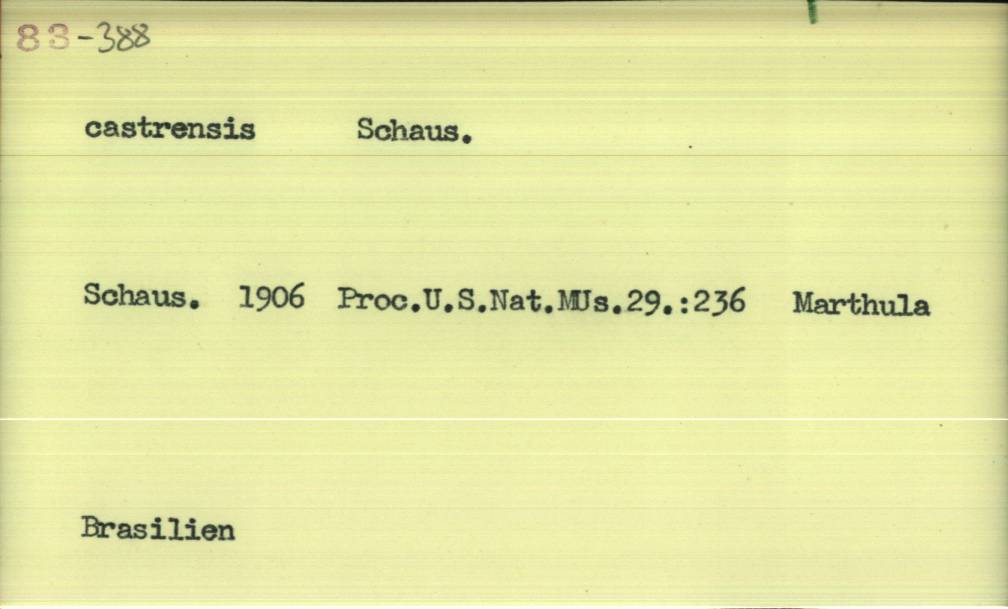 83-388
castrensis Schaus.
Schaus. 1906 Proc.U.S.Nat.MUs.29.:236 Marthula
Brasilien